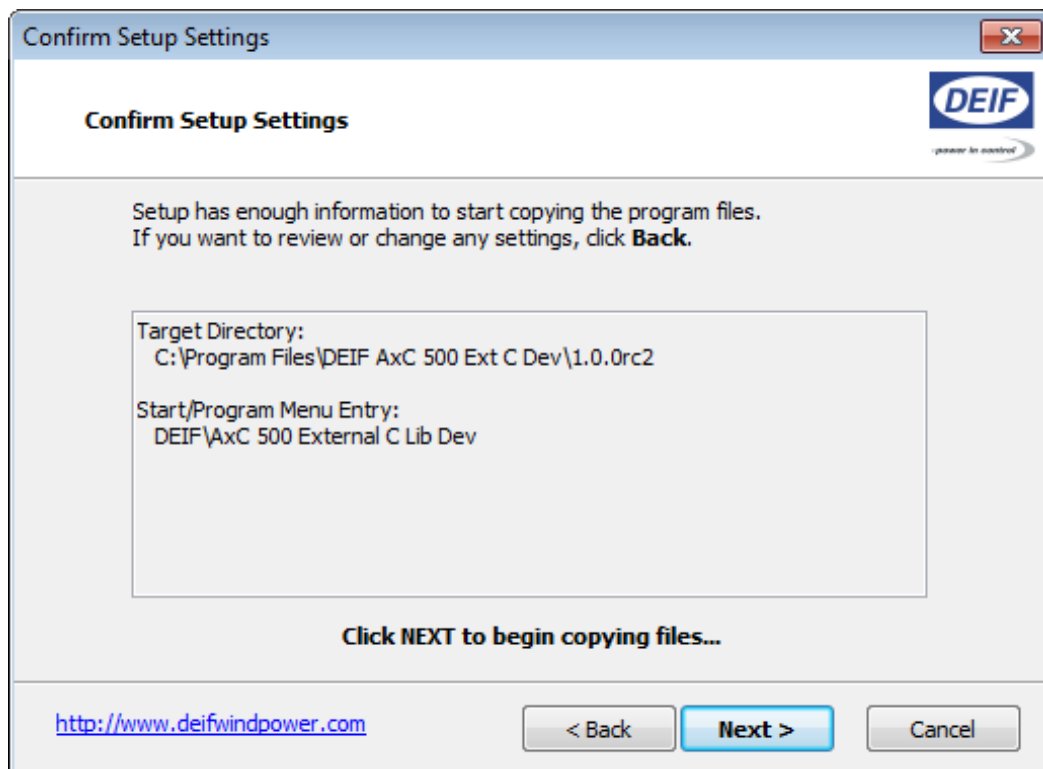 Confirm Setup Settings
Confirm Setup Settings
DEIF
power in control
Setup has enough information to start copying the program files.
If you want to review or change any settings, click Back.
Target Directory:
C:\Program Files\DEIF AxC 500 Ext C Dev\1.0.0rc2
Start/Program Menu Entry:
DEIF\AxC 500 External C Lib Dev
Click NEXT to begin copying files...
http://www.deifwindpower.com
< Back
Next >
Cancel